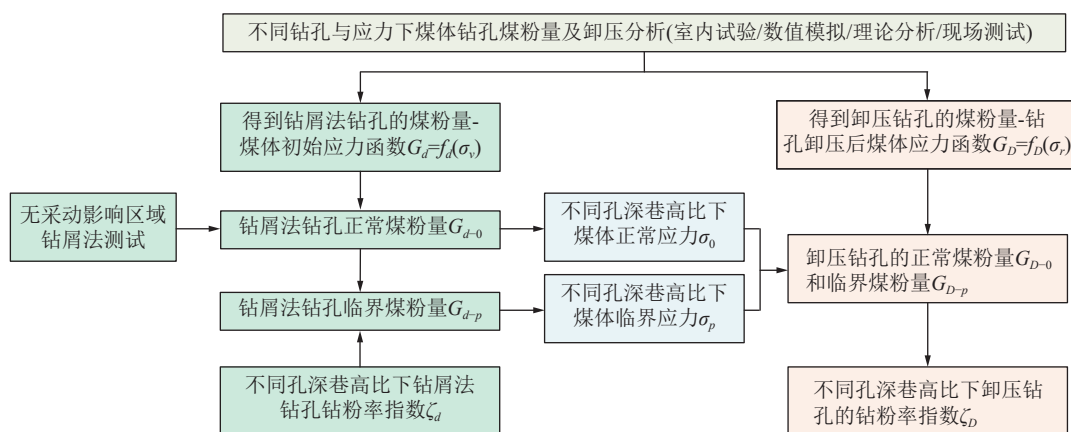 不同钻孔与应力下煤体钻孔煤粉量及卸压分析(室内试验/数值模拟/理论分析/现场测试)
得到钻屑法钻孔的煤粉量-
煤体初始应力函数G_d=f_d(σ_v)
得到卸压钻孔的煤粉量-钻
孔卸压后煤体应力函数G_D=f_D(σ_r)
无采动影响区域
钻屑法测试
钻屑法钻孔正常煤粉量G_{d-0}
不同孔深巷高比下
煤体正常应力σ_0
卸压钻孔的正常煤粉量G_{D-0}
和临界煤粉量G_{D-p}
钻屑法钻孔临界煤粉量G_{d-p}
不同孔深巷高比下
煤体临界应力σ_p
不同孔深巷高比下钻屑法
钻孔钻粉率指数ζ_d
不同孔深巷高比下卸压钻
孔的钻粉率指数ζ_D